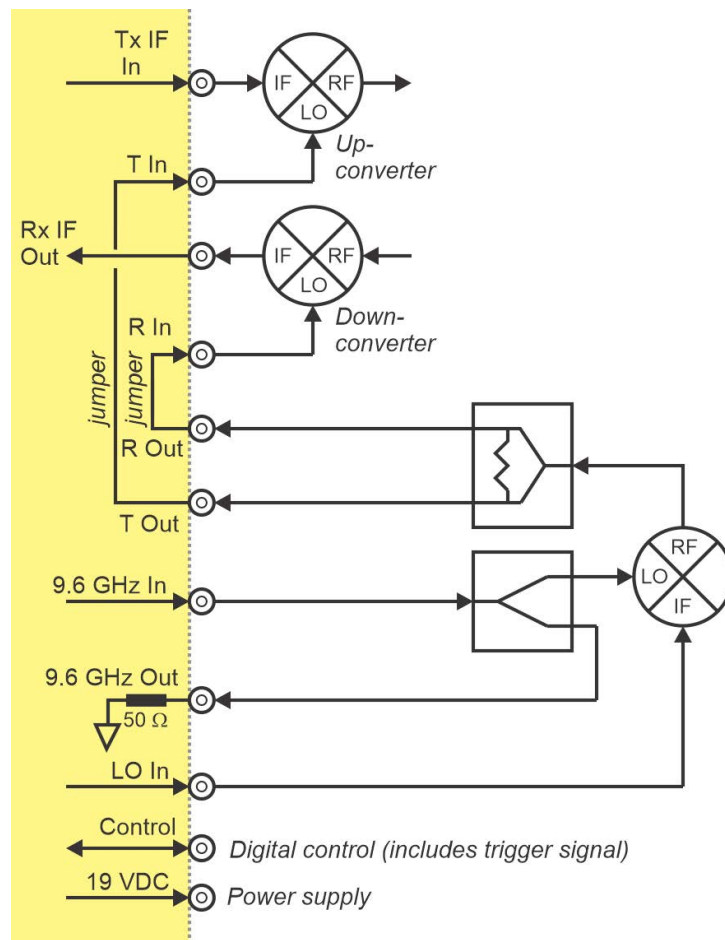 Tx IF
In
IF
RF
LO
Up-
converter
T In
Rx IF
Out
IF
RF
LO
Down-
converter
R In
jumper
jumper
R Out
T Out
RF
LO
IF
9.6 GHz In
9.6 GHz Out
50 Ω
LO In
Control
Digital control (includes trigger signal)
19 VDC
Power supply